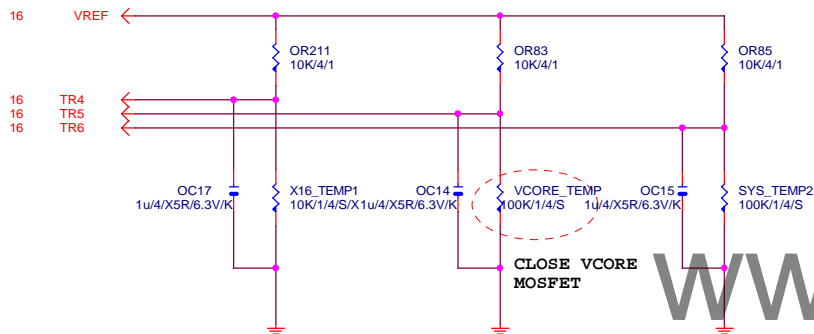 16 VREF
OR211
10K/4/1
OR83
10K/4/1
OR85
10K/4/1
16 TR4
16 TR5
16 TR6
OC17
1u/4/X5R/6.3V/K
X16_TEMP1
10K/1/4/S/X
OC14
1u/4/X5R/6.3V/K
VCORE_TEMP
100K/1/4/S
OC15
1u/4/X5R/6.3V/K
SYS_TEMP2
100K/1/4/S
CLOSE VCORE
MOSFET
WW